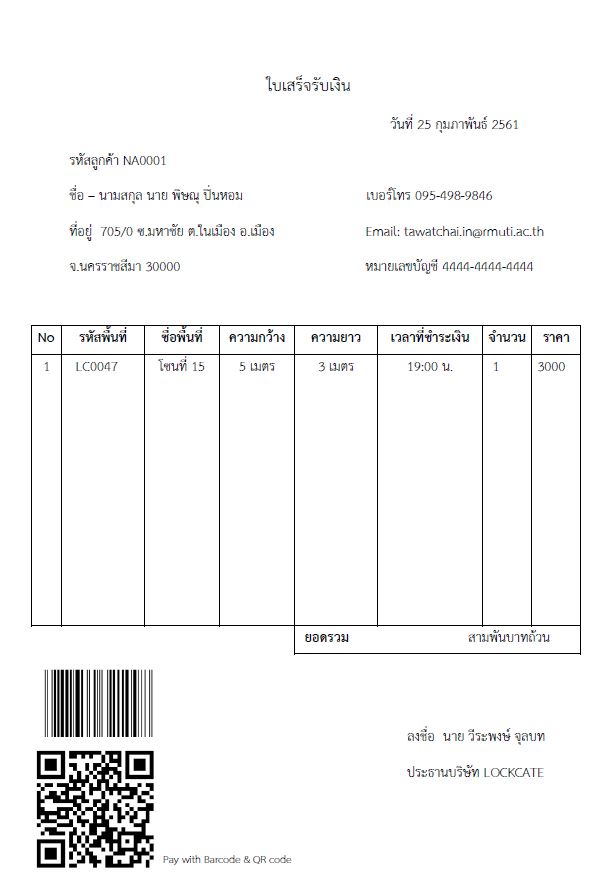 ใบเสร็จรับเงิน
วันที่ 25 กุมภาพันธ์ 2561
รหัสลูกค้า NA0001
ชื่อ – นามสกุล นาย พิษณุ ปิ่นหอม เบอร์โทร 095-498-9846
ที่อยู่ 705/0 ซ.มหาชัย ต.ในเมือง อ.เมือง Email: tawatchai.in@rmuti.ac.th
จ.นครราชสีมา 30000 หมายเลขบัญชี 4444-4444-4444
No รหัสพื้นที่ ชื่อพื้นที่ ความกว้าง ความยาว เวลาที่ชำระเงิน จำนวน ราคา
1 LC0047 โซนที่ 15 5 เมตร 3 เมตร 19:00 น. 1 3000
ยอดรวม สามพันบาทถ้วน
ลงชื่อ นาย วีระพงษ์ จุลบท
ประธานบริษัท LOCKCATE
Pay with Barcode & QR code